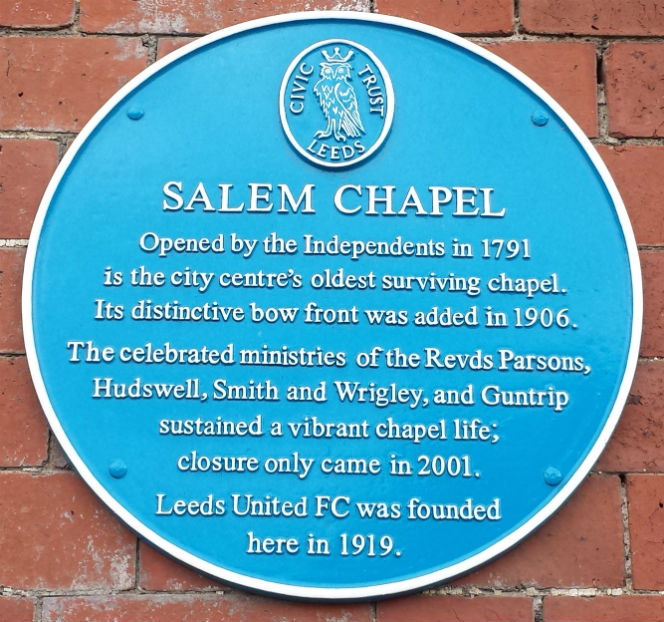 CIVIC TRUST
LEEDS
SALEM CHAPEL
Opened by the Independents in 1791
is the city centre's oldest surviving chapel.
Its distinctive bow front was added in 1906.
The celebrated ministries of the Revds Parsons,
Hudswell, Smith and Wrigley, and Guntrip
sustained a vibrant chapel life;
closure only came in 2001.
Leeds United FC was founded
here in 1919.